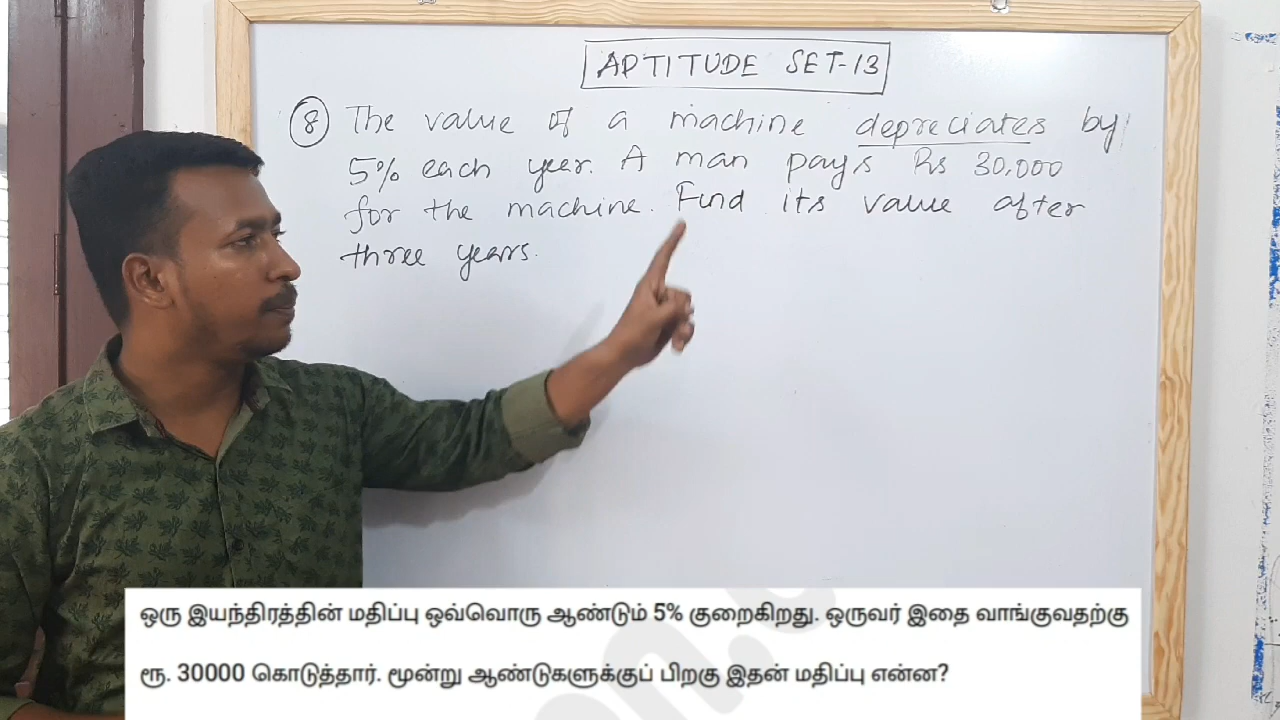 APTITUDE SET-13
8 The value of a machine depreciates by
5% each year. A man pays Rs 30,000
for the machine. Find its value after
three years.
ஒரு இயந்திரத்தின் மதிப்பு ஒவ்வொரு ஆண்டும் 5% குறைகிறது. ஒருவர் இதை வாங்குவதற்கு
ரூ. 30000 கொடுத்தார். மூன்று ஆண்டுகளுக்குப் பிறகு இதன் மதிப்பு என்ன?